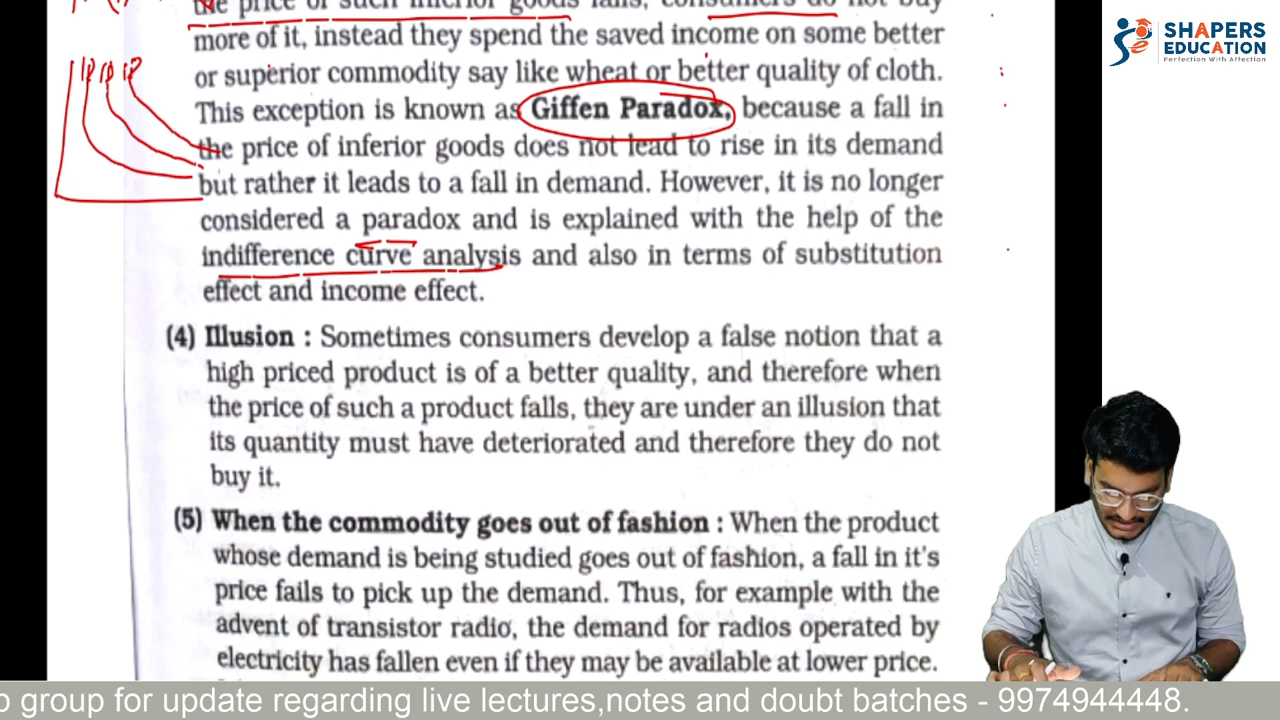 the price of such inferior goods falls, consumers do not buy
SHAPERS
EDUCATION
Perfection With Affection
more of it, instead they spend the saved income on some better
or superior commodity say like wheat or better quality of cloth.
This exception is known as Giffen Paradox, because a fall in
the price of inferior goods does not lead to rise in its demand
but rather it leads to a fall in demand. However, it is no longer
considered a paradox and is explained with the help of the
indifference curve analysis and also in terms of substitution
effect and income effect.
(4) Illusion : Sometimes consumers develop a false notion that a
high priced product is of a better quality, and therefore when
the price of such a product falls, they are under an illusion that
its quantity must have deteriorated and therefore they do not
buy it.
(5) When the commodity goes out of fashion : When the product
whose demand is being studied goes out of fashion, a fall in it's
price fails to pick up the demand. Thus, for example with the
advent of transistor radio, the demand for radios operated by
electricity has fallen even if they may be available at lower price.
group for update regarding live lectures,notes and doubt batches - 9974944448.